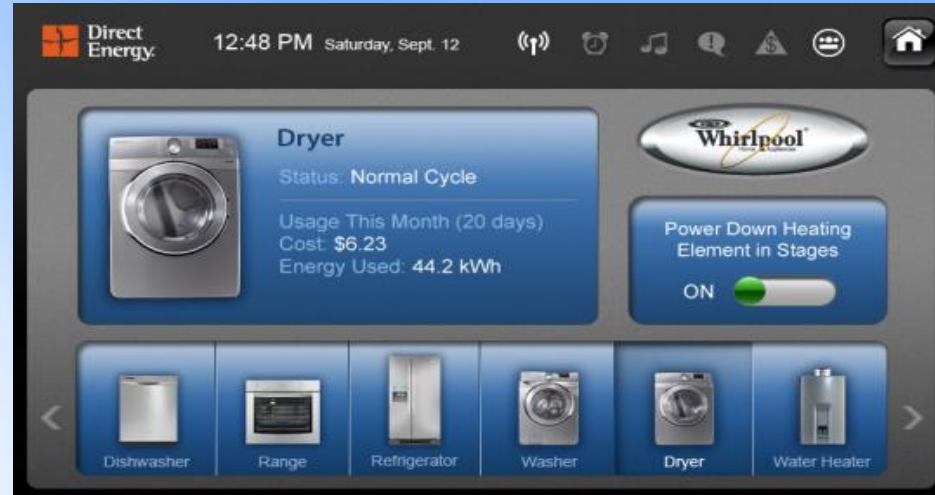 Direct
Energy.
12:48 PM Saturday, Sept. 12
Dryer
Status: Normal Cycle
Usage This Month (20 days)
Cost: $6.23
Energy Used: 44.2 kWh
Whirlpool
Power Down Heating
Element in Stages
ON
Dishwasher
Range
Refrigerator
Washer
Dryer
Water Heater